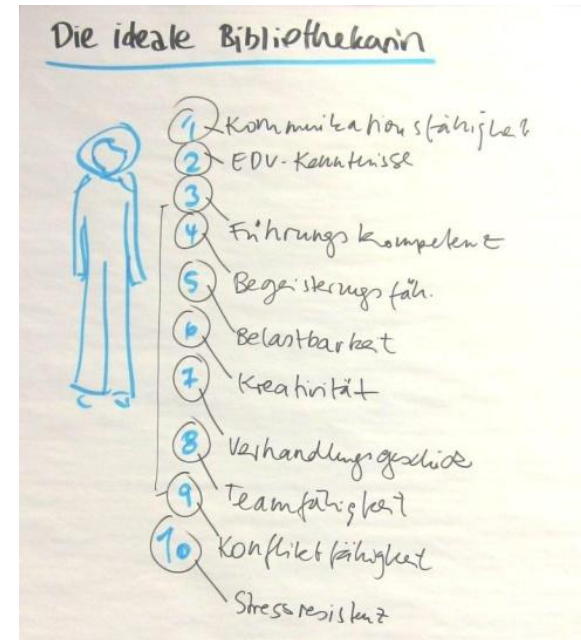 Die ideale Bibliothekarin
1 Kommunikationsfähigkeit
2 EDV-Kenntnisse
3 Führungskompetenz
4 Begeisterungsfäh.
5 Belastbarkeit
6 Kreativität
7 Verhandlungsgeschick
8 Teamfähigkeit
9 Konfliktfähigkeit
10 Stressresistenz